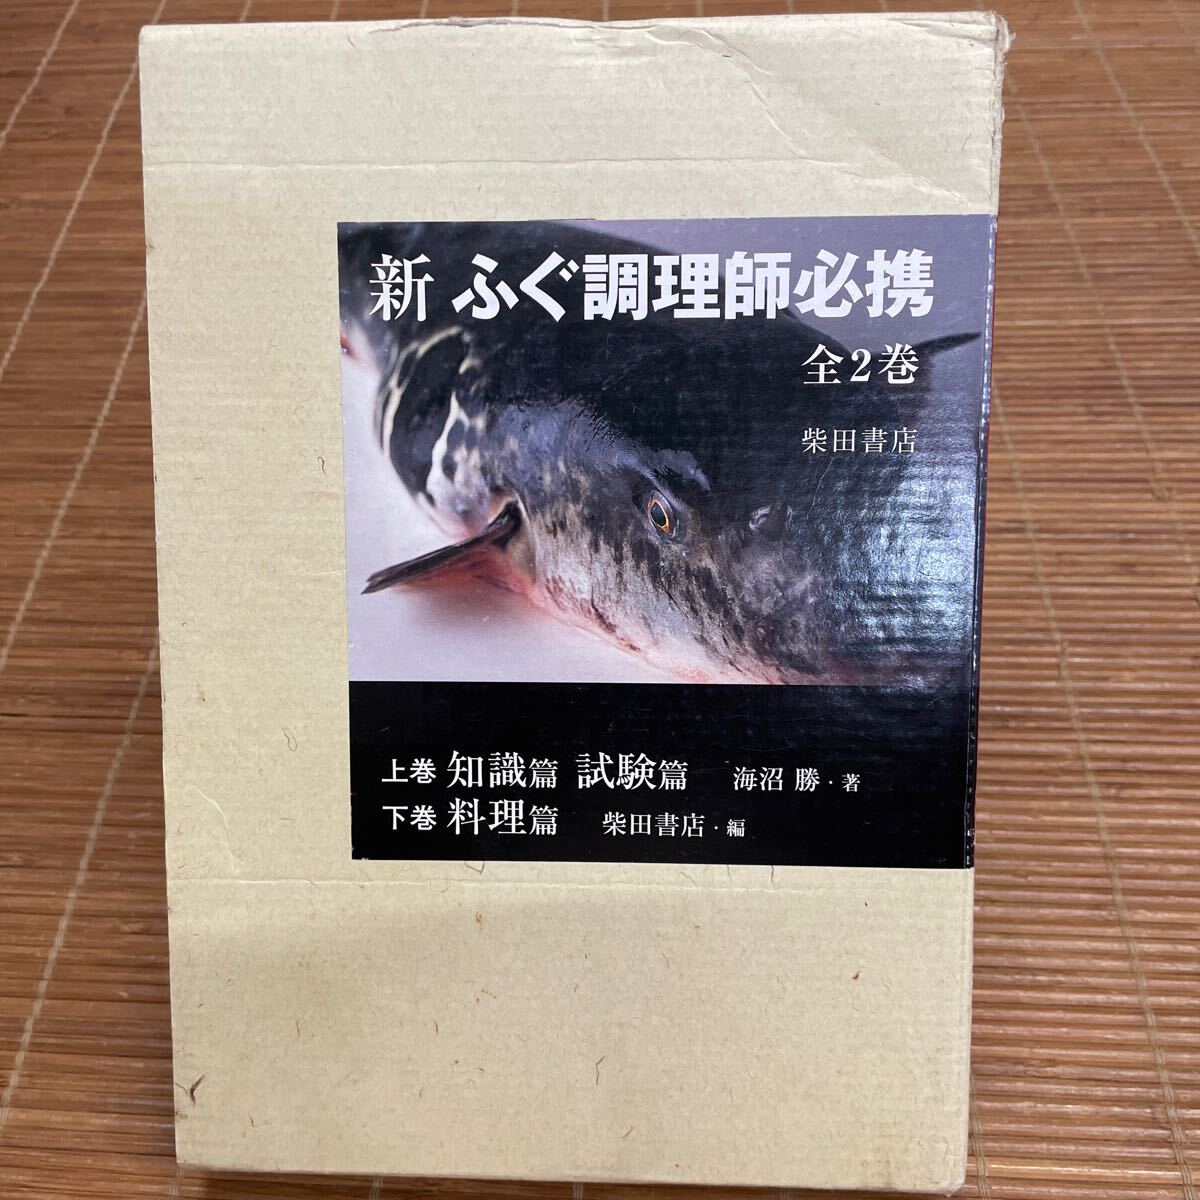 新 ふぐ調理師必携
全2巻
柴田書店
上巻 知識篇 試験篇 海沼 勝・著
下巻 料理篇 柴田書店・編